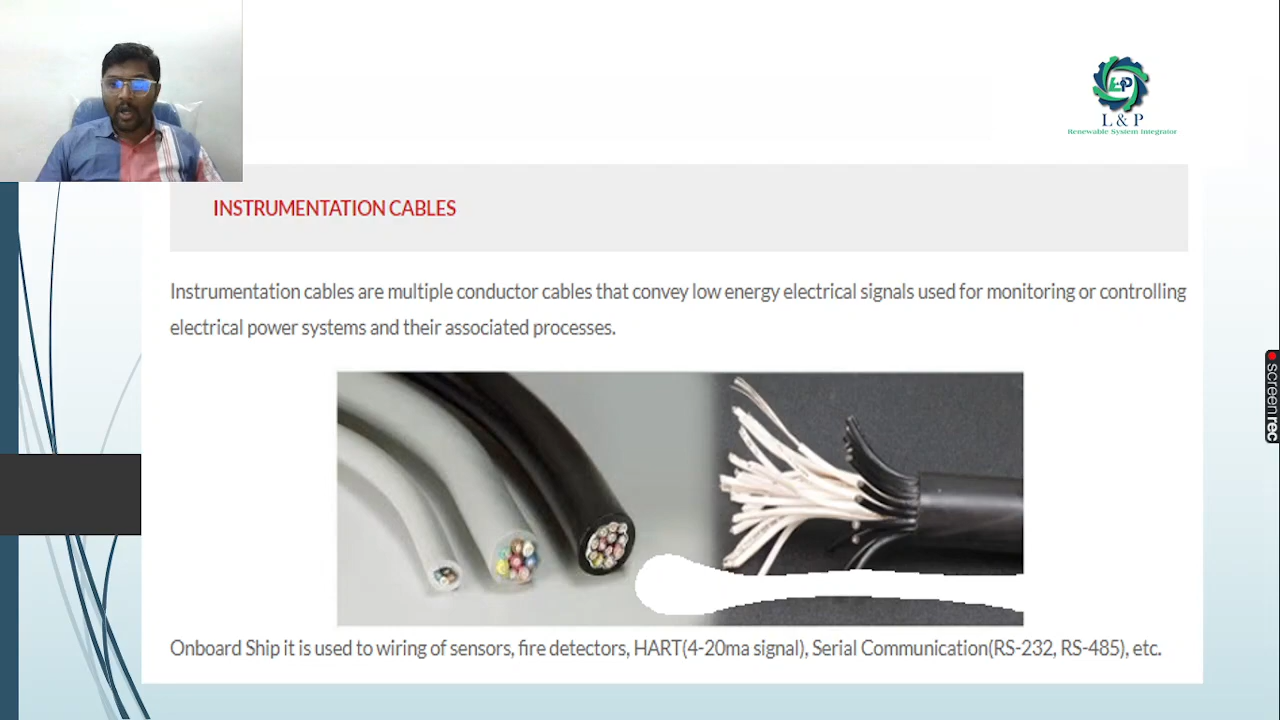 LP
L & P
Renewable System Integrator
INSTRUMENTATION CABLES
Instrumentation cables are multiple conductor cables that convey low energy electrical signals used for monitoring or controlling
electrical power systems and their associated processes.
screenrec
Onboard Ship it is used to wiring of sensors, fire detectors, HART(4-20ma signal), Serial Communication(RS-232, RS-485), etc.